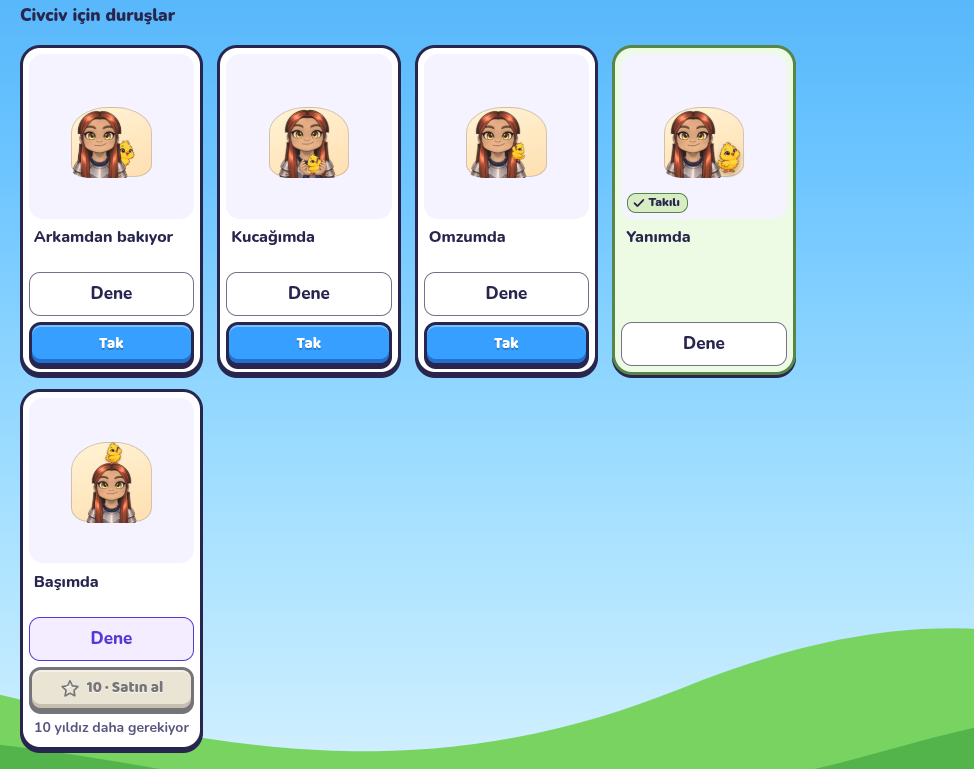 Civciv için duruşlar
Arkamdan bakıyor
Dene
Tak
Kucağımda
Dene
Tak
Omzumda
Dene
Tak
Takılı
Yanımda
Dene
Başımda
Dene
10 · Satın al
10 yıldız daha gerekiyor